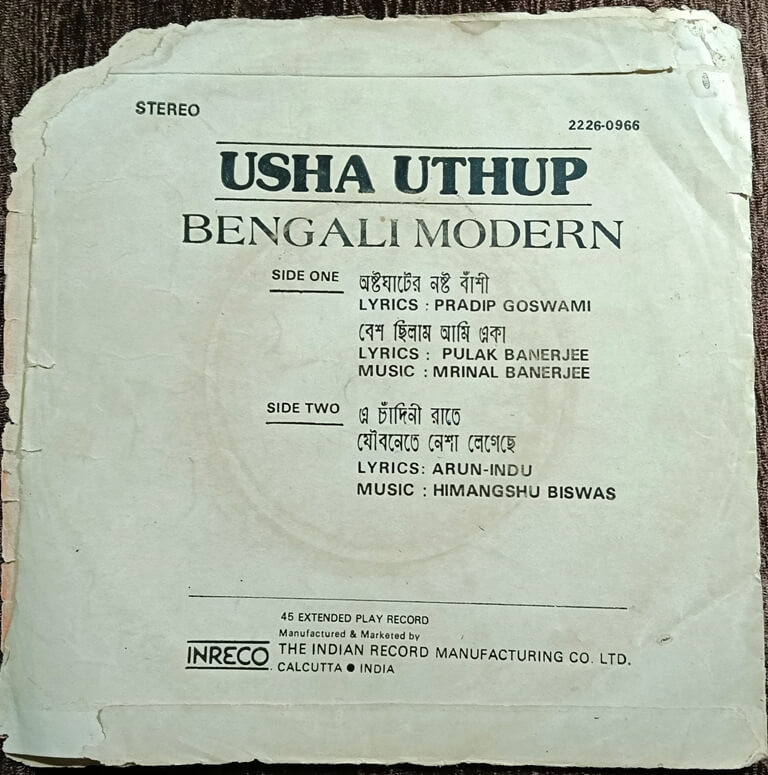 STEREO
2226-0966
USHA UTHUP
BENGALI MODERN
SIDE ONE অষ্টঘাটের নষ্ট বাঁশী
LYRICS : PRADIP GOSWAMI
বেশ ছিলাম আমি একা
LYRICS : PULAK BANERJEE
MUSIC : MRINAL BANERJEE
SIDE TWO এ চাঁদিনী রাতে
যৌবনেতে নেশা লেগেছে
LYRICS: ARUN-INDU
MUSIC : HIMANGSHU BISWAS
45 EXTENDED PLAY RECORD
Manufactured & Marketed by
INRECO THE INDIAN RECORD MANUFACTURING CO. LTD.
CALCUTTA ● INDIA